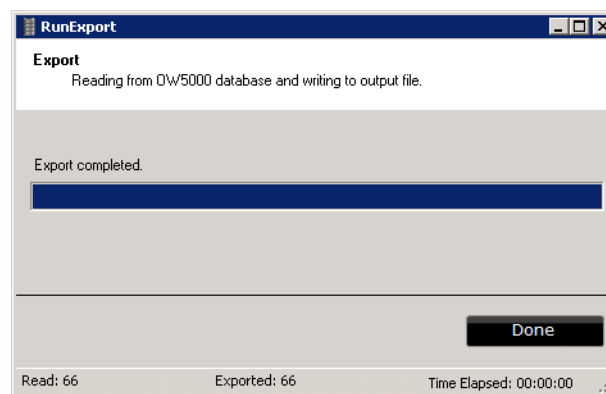 RunExport
Export
Reading from OW5000 database and writing to output file.
Export completed.
Done
Read: 66 Exported: 66 Time Elapsed: 00:00:00